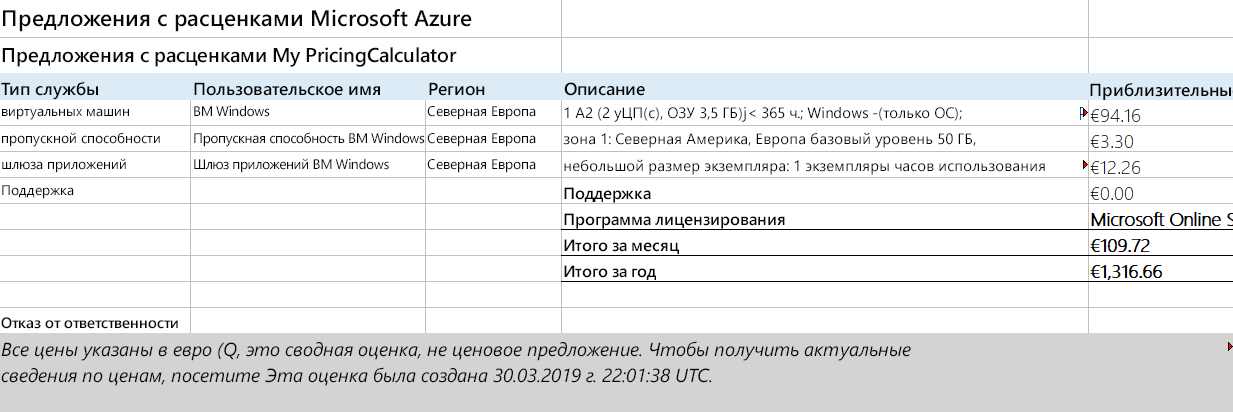 Предложения с расценками Microsoft Azure
Предложения с расценками My PricingCalculator
Тип службы Пользовательское имя Регион Описание Приблизительны
виртуальных машин ВМ Windows Северная Европа 1 A2 (2 уЦП(с), ОЗУ 3,5 ГБ)j< 365 ч.; Windows -(только ОС); €94.16
пропускной способности Пропускная способность ВМ Windows Северная Европа зона 1: Северная Америка, Европа базовый уровень 50 ГБ, €3.30
шлюза приложений Шлюз приложений ВМ Windows Северная Европа небольшой размер экземпляра: 1 экземпляры часов использования €12.26
Поддержка Поддержка €0.00
Программа лицензирования Microsoft Online S
Итого за месяц €109.72
Итого за год €1,316.66
Отказ от ответственности
Все цены указаны в евро (Q, это сводная оценка, не ценовое предложение. Чтобы получить актуальные
сведения по ценам, посетите Эта оценка была создана 30.03.2019 г. 22:01:38 UTC.